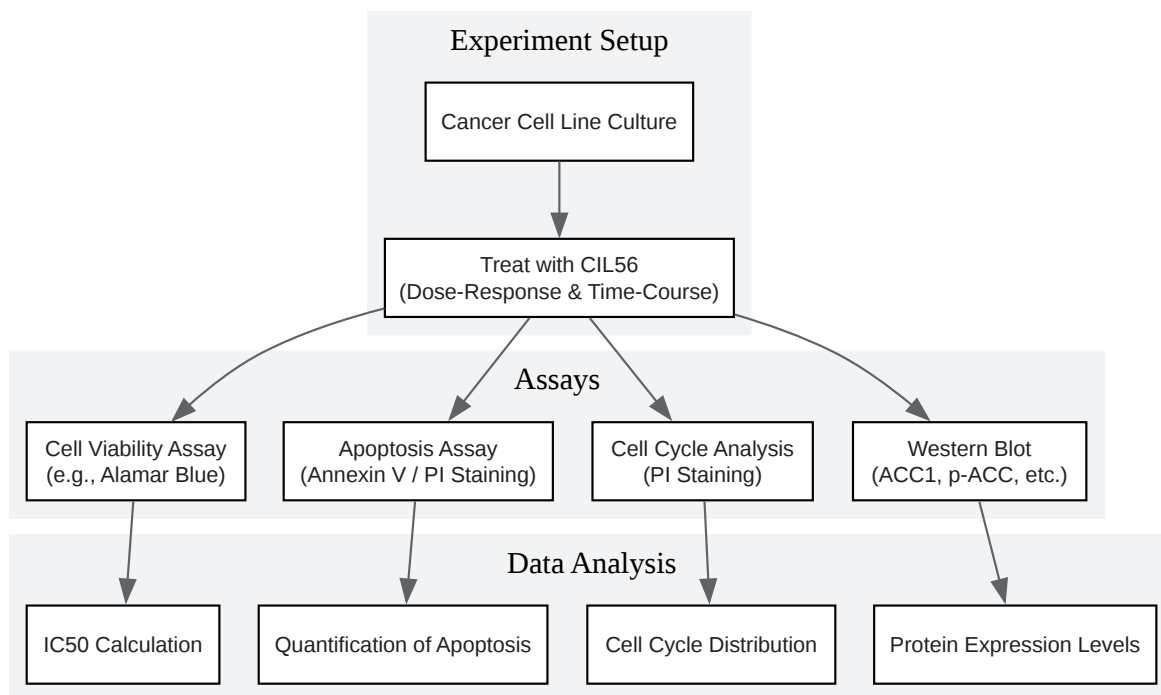 Experiment Setup
Cancer Cell Line Culture
Treat with CIL56
(Dose-Response & Time-Course)
Assays
Cell Viability Assay
(e.g., Alamar Blue)
Apoptosis Assay
(Annexin V / PI Staining)
Cell Cycle Analysis
(PI Staining)
Western Blot
(ACC1, p-ACC, etc.)
Data Analysis
IC50 Calculation
Quantification of Apoptosis
Cell Cycle Distribution
Protein Expression Levels